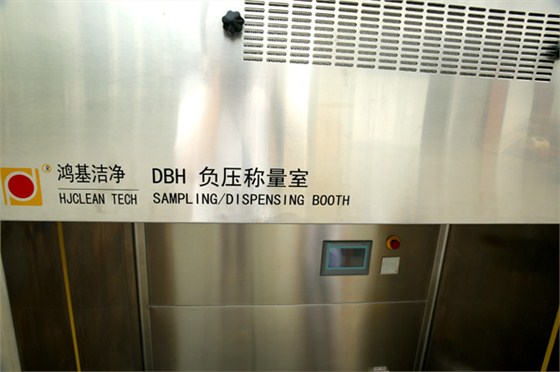 ® 鸿基洁净 DBH 负压称量室
HJCLEAN TECH SAMPLING/DISPENSING BOOTH